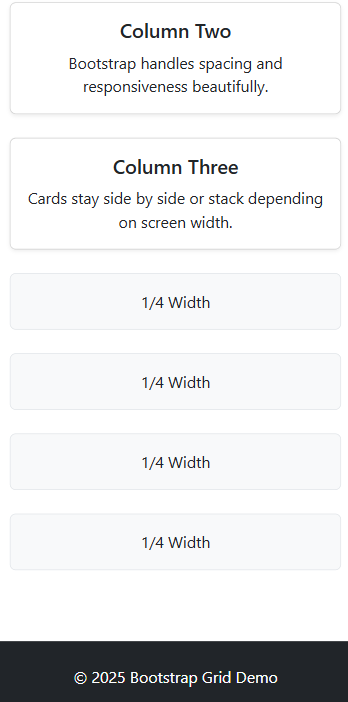 Column Two
Bootstrap handles spacing and
responsiveness beautifully.
Column Three
Cards stay side by side or stack depending
on screen width.
1/4 Width
1/4 Width
1/4 Width
1/4 Width
© 2025 Bootstrap Grid Demo